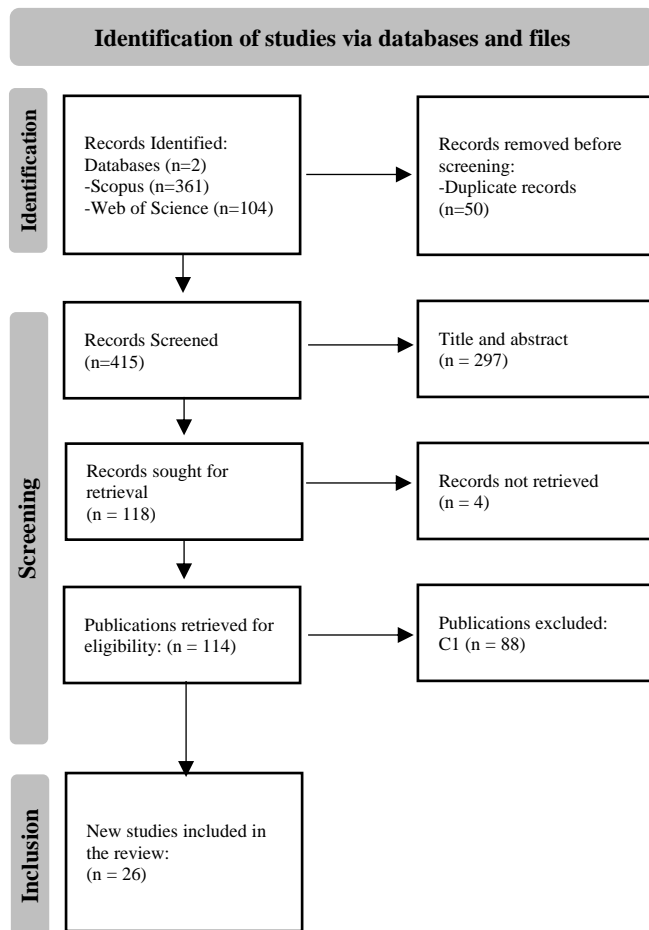 Identification of studies via databases and files
Identification
Records Identified:
Databases (n=2)
-Scopus (n=361)
-Web of Science (n=104)
Records removed before
screening:
-Duplicate records
(n=50)
Screening
Records Screened
(n=415)
Title and abstract
(n = 297)
Records sought for
retrieval
(n = 118)
Records not retrieved
(n = 4)
Publications retrieved for
eligibility: (n = 114)
Publications excluded:
C1 (n = 88)
Inclusion
New studies included in
the review:
(n = 26)